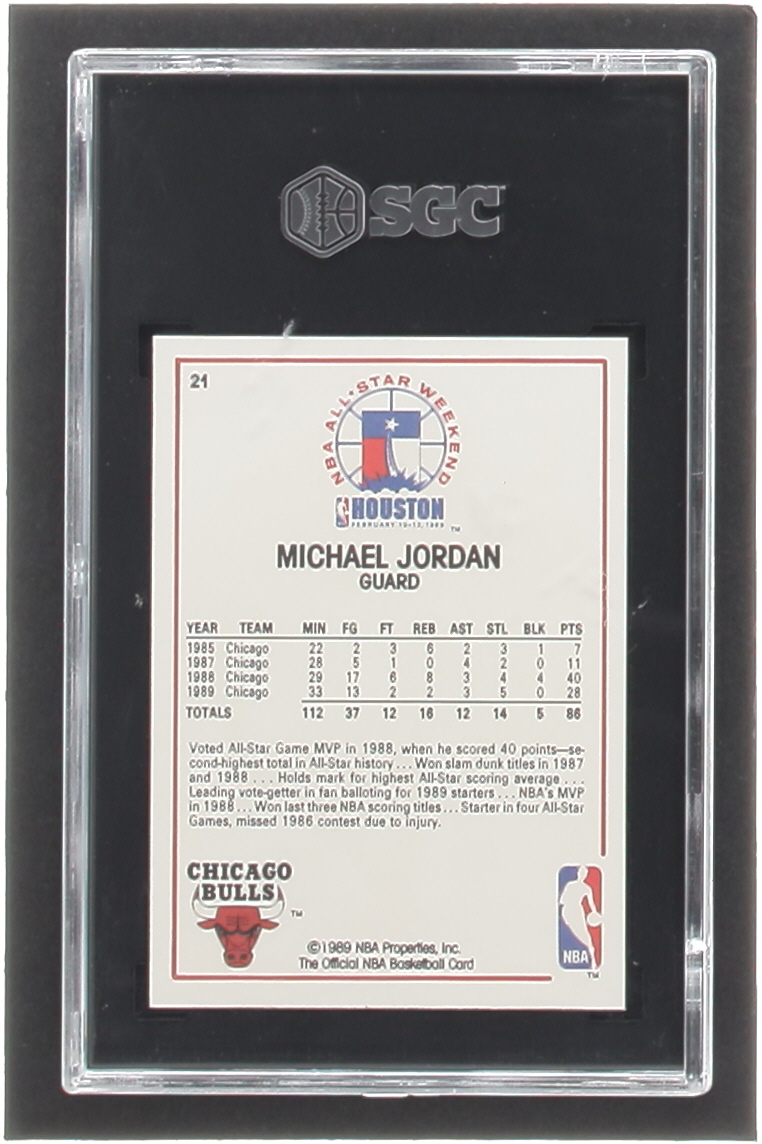 SGC
21
NBA ALL★STAR WEEKEND
HOUSTON
FEBRUARY 10-12, 1989 ™
MICHAEL JORDAN
GUARD
YEAR TEAM MIN FG FT REB AST STL BLK PTS
1985 Chicago 22 2 3 6 2 3 1 7
1987 Chicago 28 5 1 0 4 2 0 11
1988 Chicago 29 17 6 8 3 4 4 40
1989 Chicago 33 13 2 2 3 5 0 28
TOTALS 112 37 12 16 12 14 5 86
Voted All-Star Game MVP in 1988, when he scored 40 points—se-
cond-highest total in All-Star history . . . Won slam dunk titles in 1987
and 1988 . . . Holds mark for highest All-Star scoring average . . .
Leading vote-getter in fan balloting for 1989 starters . . . NBA's MVP
in 1988 . . . Won last three NBA scoring titles . . . Starter in four All-Star
Games, missed 1986 contest due to injury.
CHICAGO
BULLS
™
©1989 NBA Properties, Inc.
The Official NBA Basketball Card
NBA
™